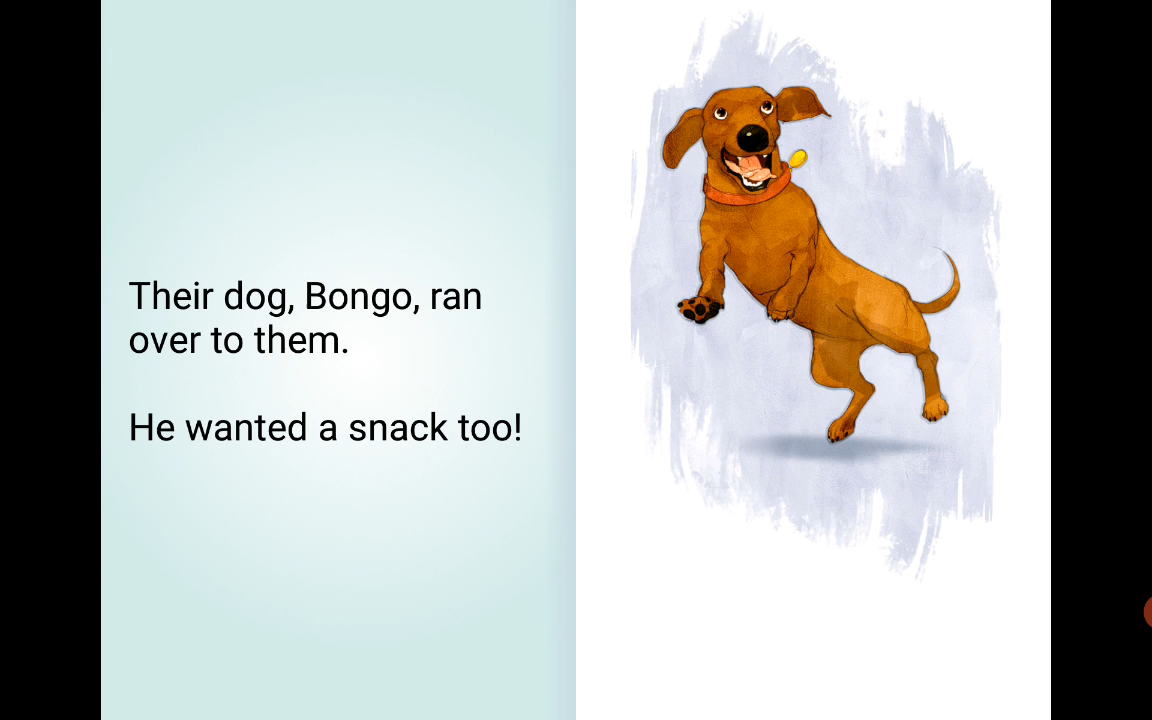 Their dog, Bongo, ran
over to them.
He wanted a snack too!